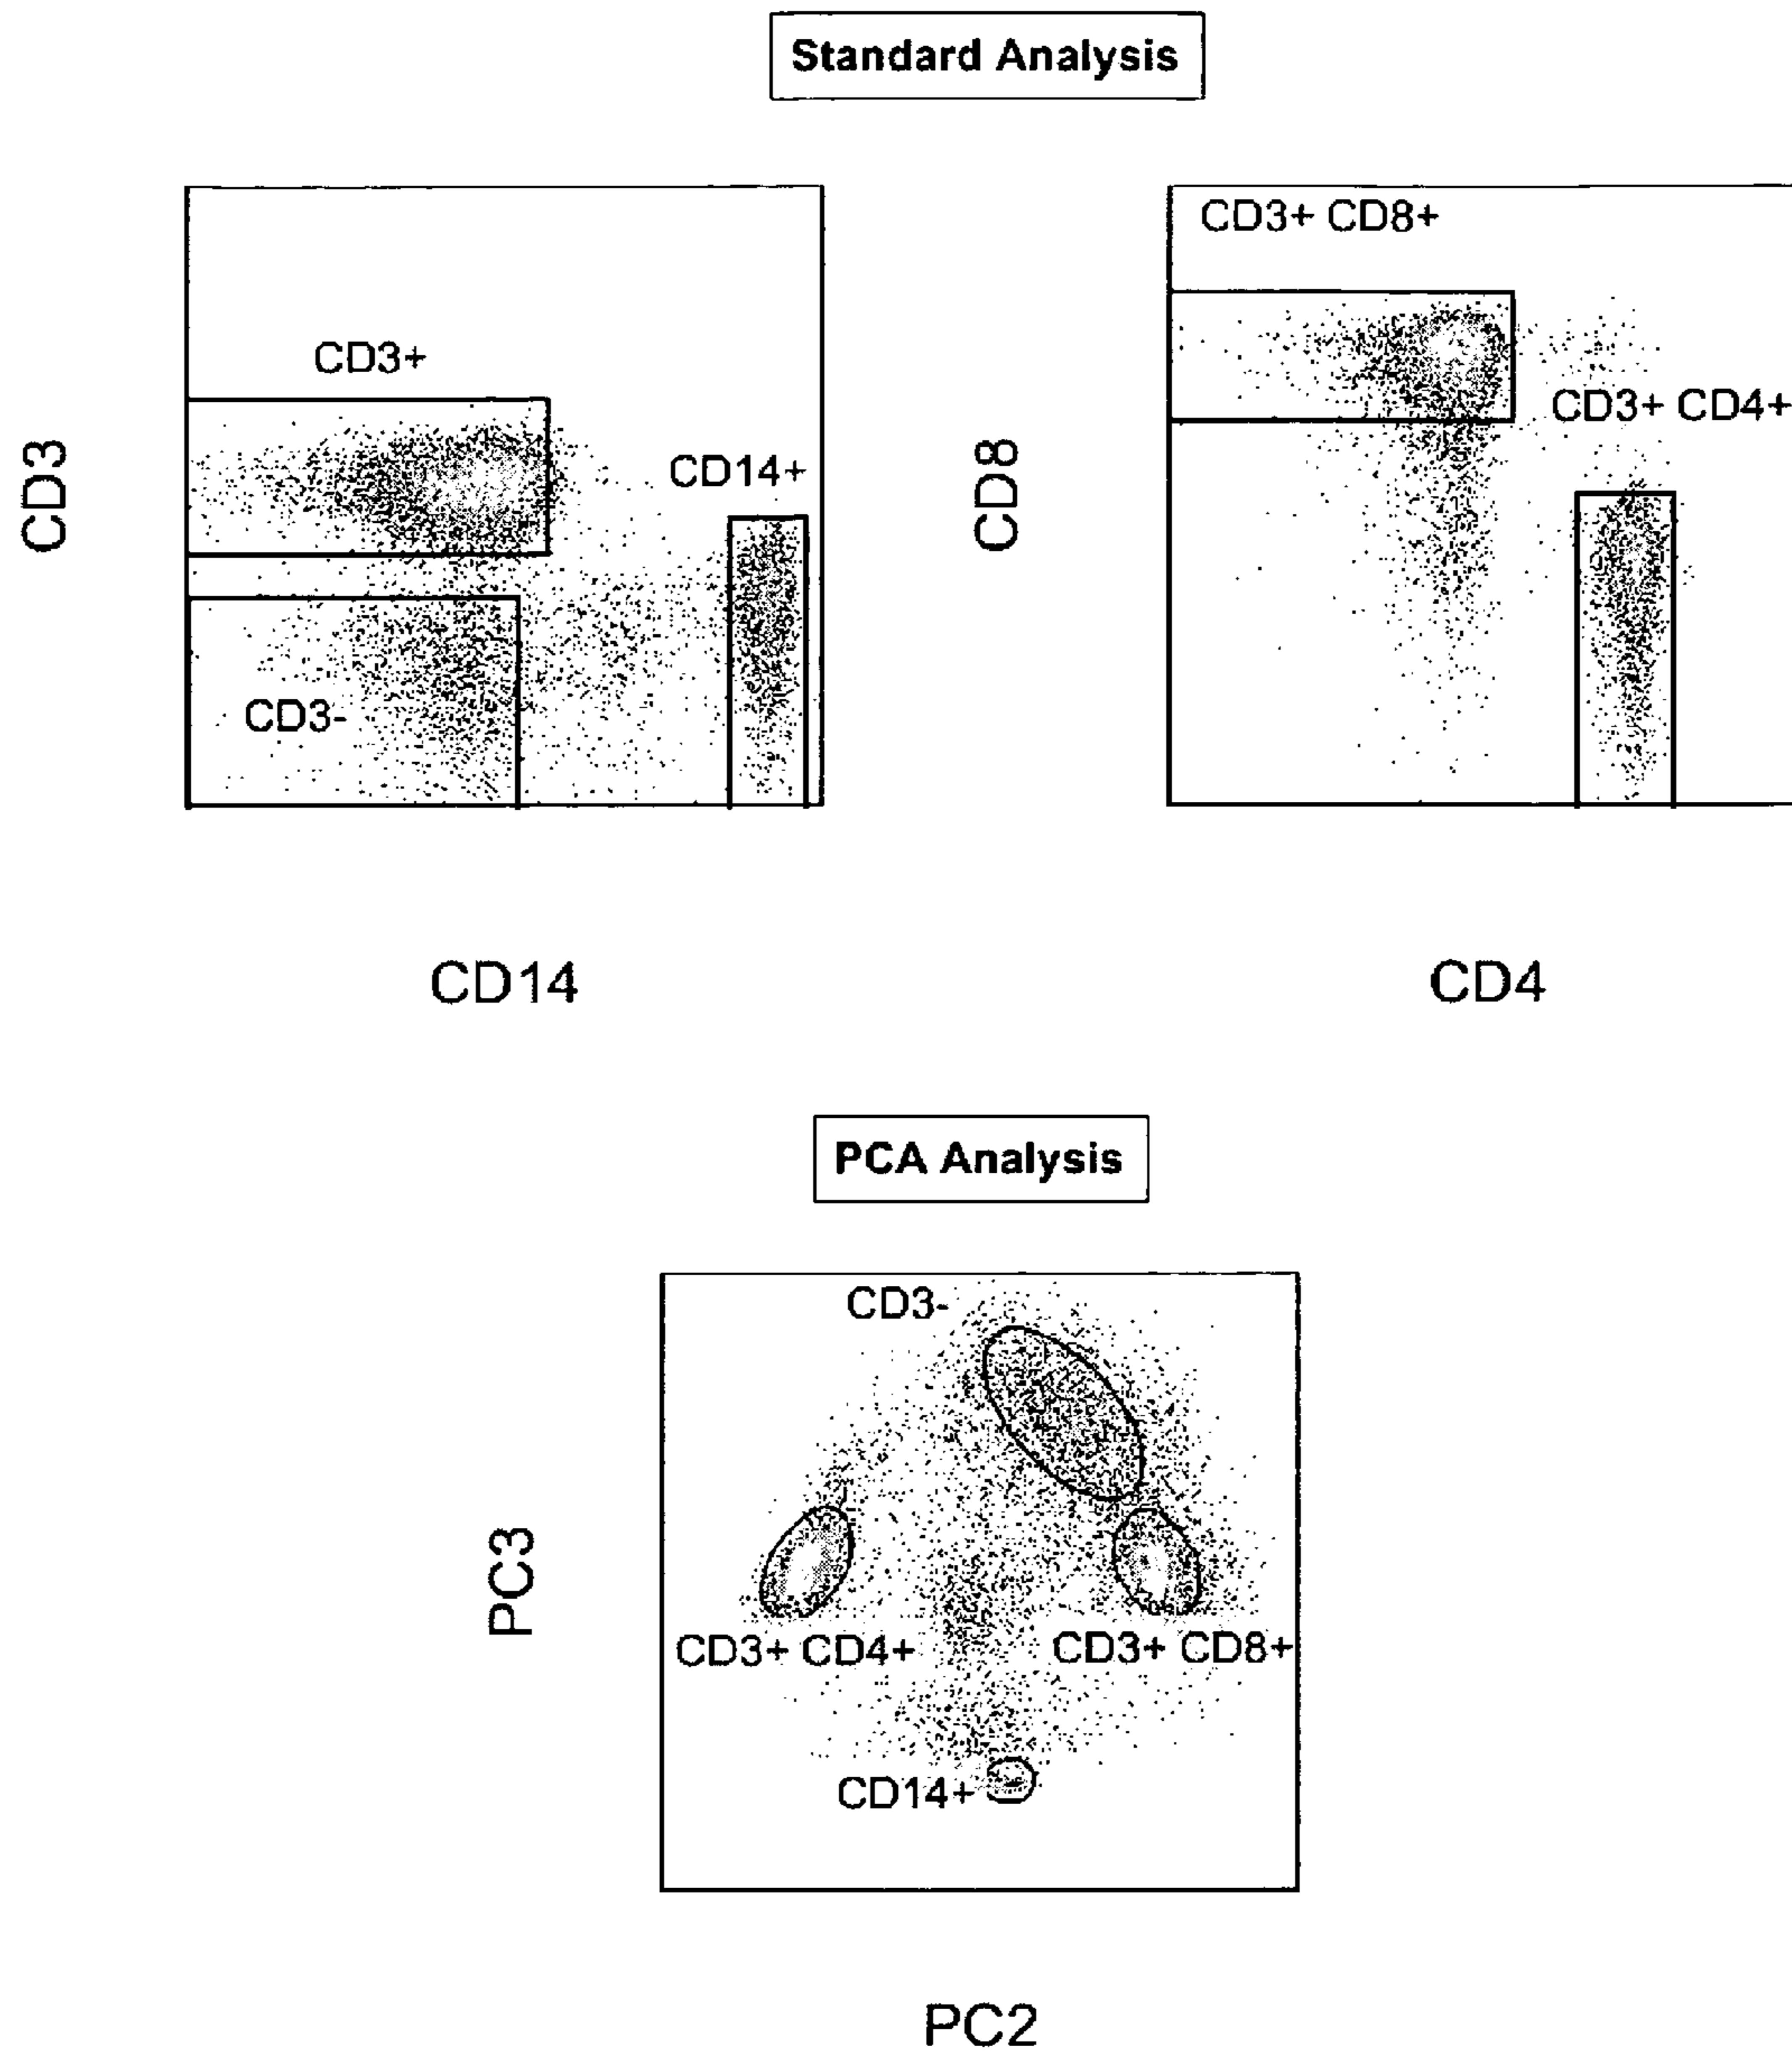 Standard Analysis
CD3+ CD8+
CD3+
CD3+ CD4+
CD3
CD14+
CD8
CD3-
CD14
CD4
PCA Analysis
CD3-
PC3
CD3+ CD4+
CD3+ CD8+
CD14+
PC2